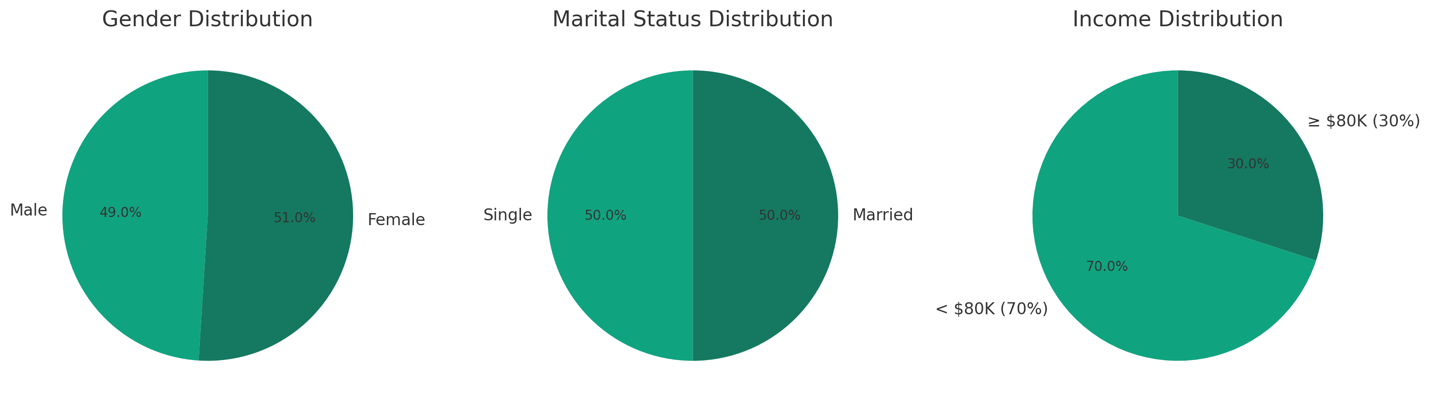 Gender Distribution
Male
49.0%
51.0%
Female
Marital Status Distribution
Single
50.0%
50.0%
Married
Income Distribution
≥ $80K (30%)
30.0%
70.0%
< $80K (70%)